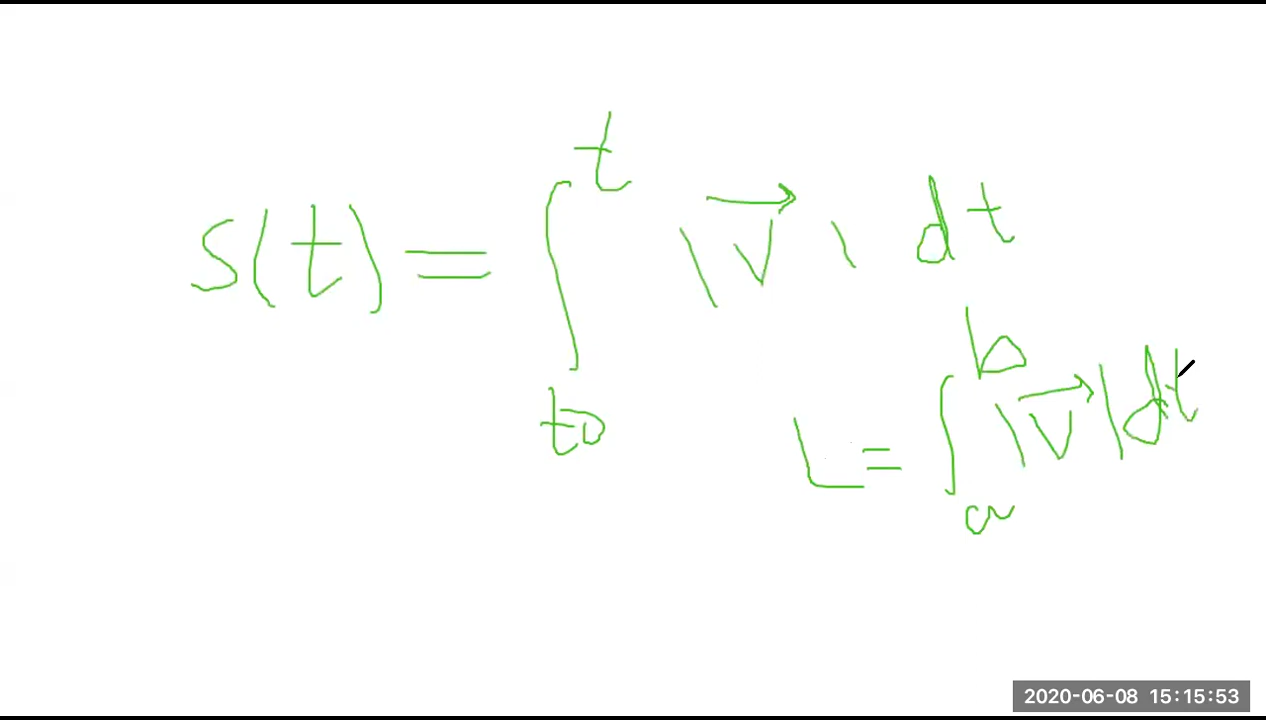 S(t) = ∫_{t0}^{t} |v⃗| dt
L = ∫_{a}^{b} |v⃗| dt
2020-06-08 15:15:53